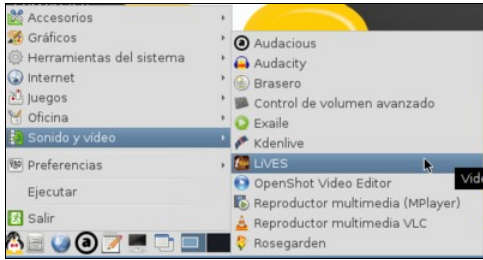 Accesorios
Gráficos
Herramientas del sistema
Internet
Juegos
Oficina
Sonido y vídeo
Preferencias
Ejecutar
Salir
Audacious
Audacity
Brasero
Control de volumen avanzado
Exaile
Kdenlive
LiVES
OpenShot Video Editor
Reproductor multimedia (MPlayer)
Reproductor multimedia VLC
Rosegarden